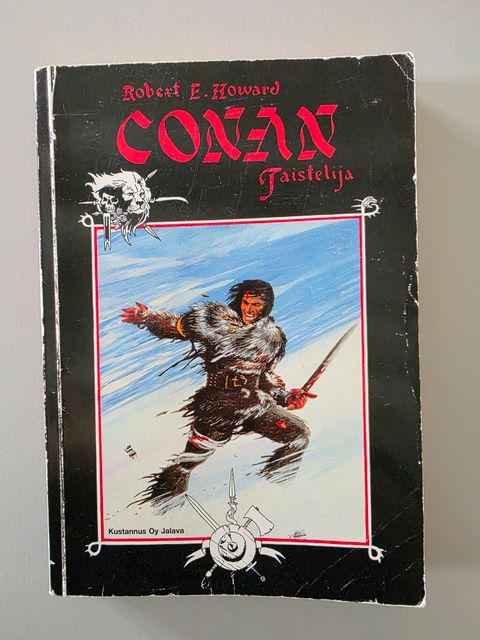 Robert E. Howard
CONAN
Taistelija
Kustannus Oy Jalava